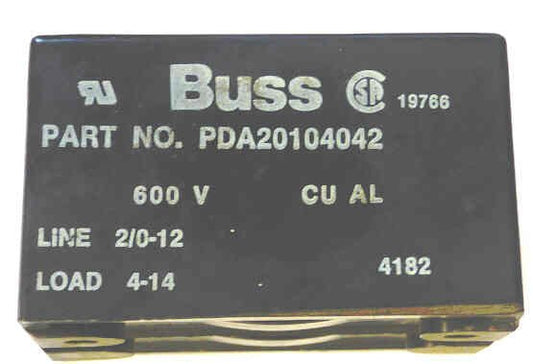 Buss 19766
PART NO. PDA20104042
600 V CU AL
LINE 2/0-12
LOAD 4-14 4182